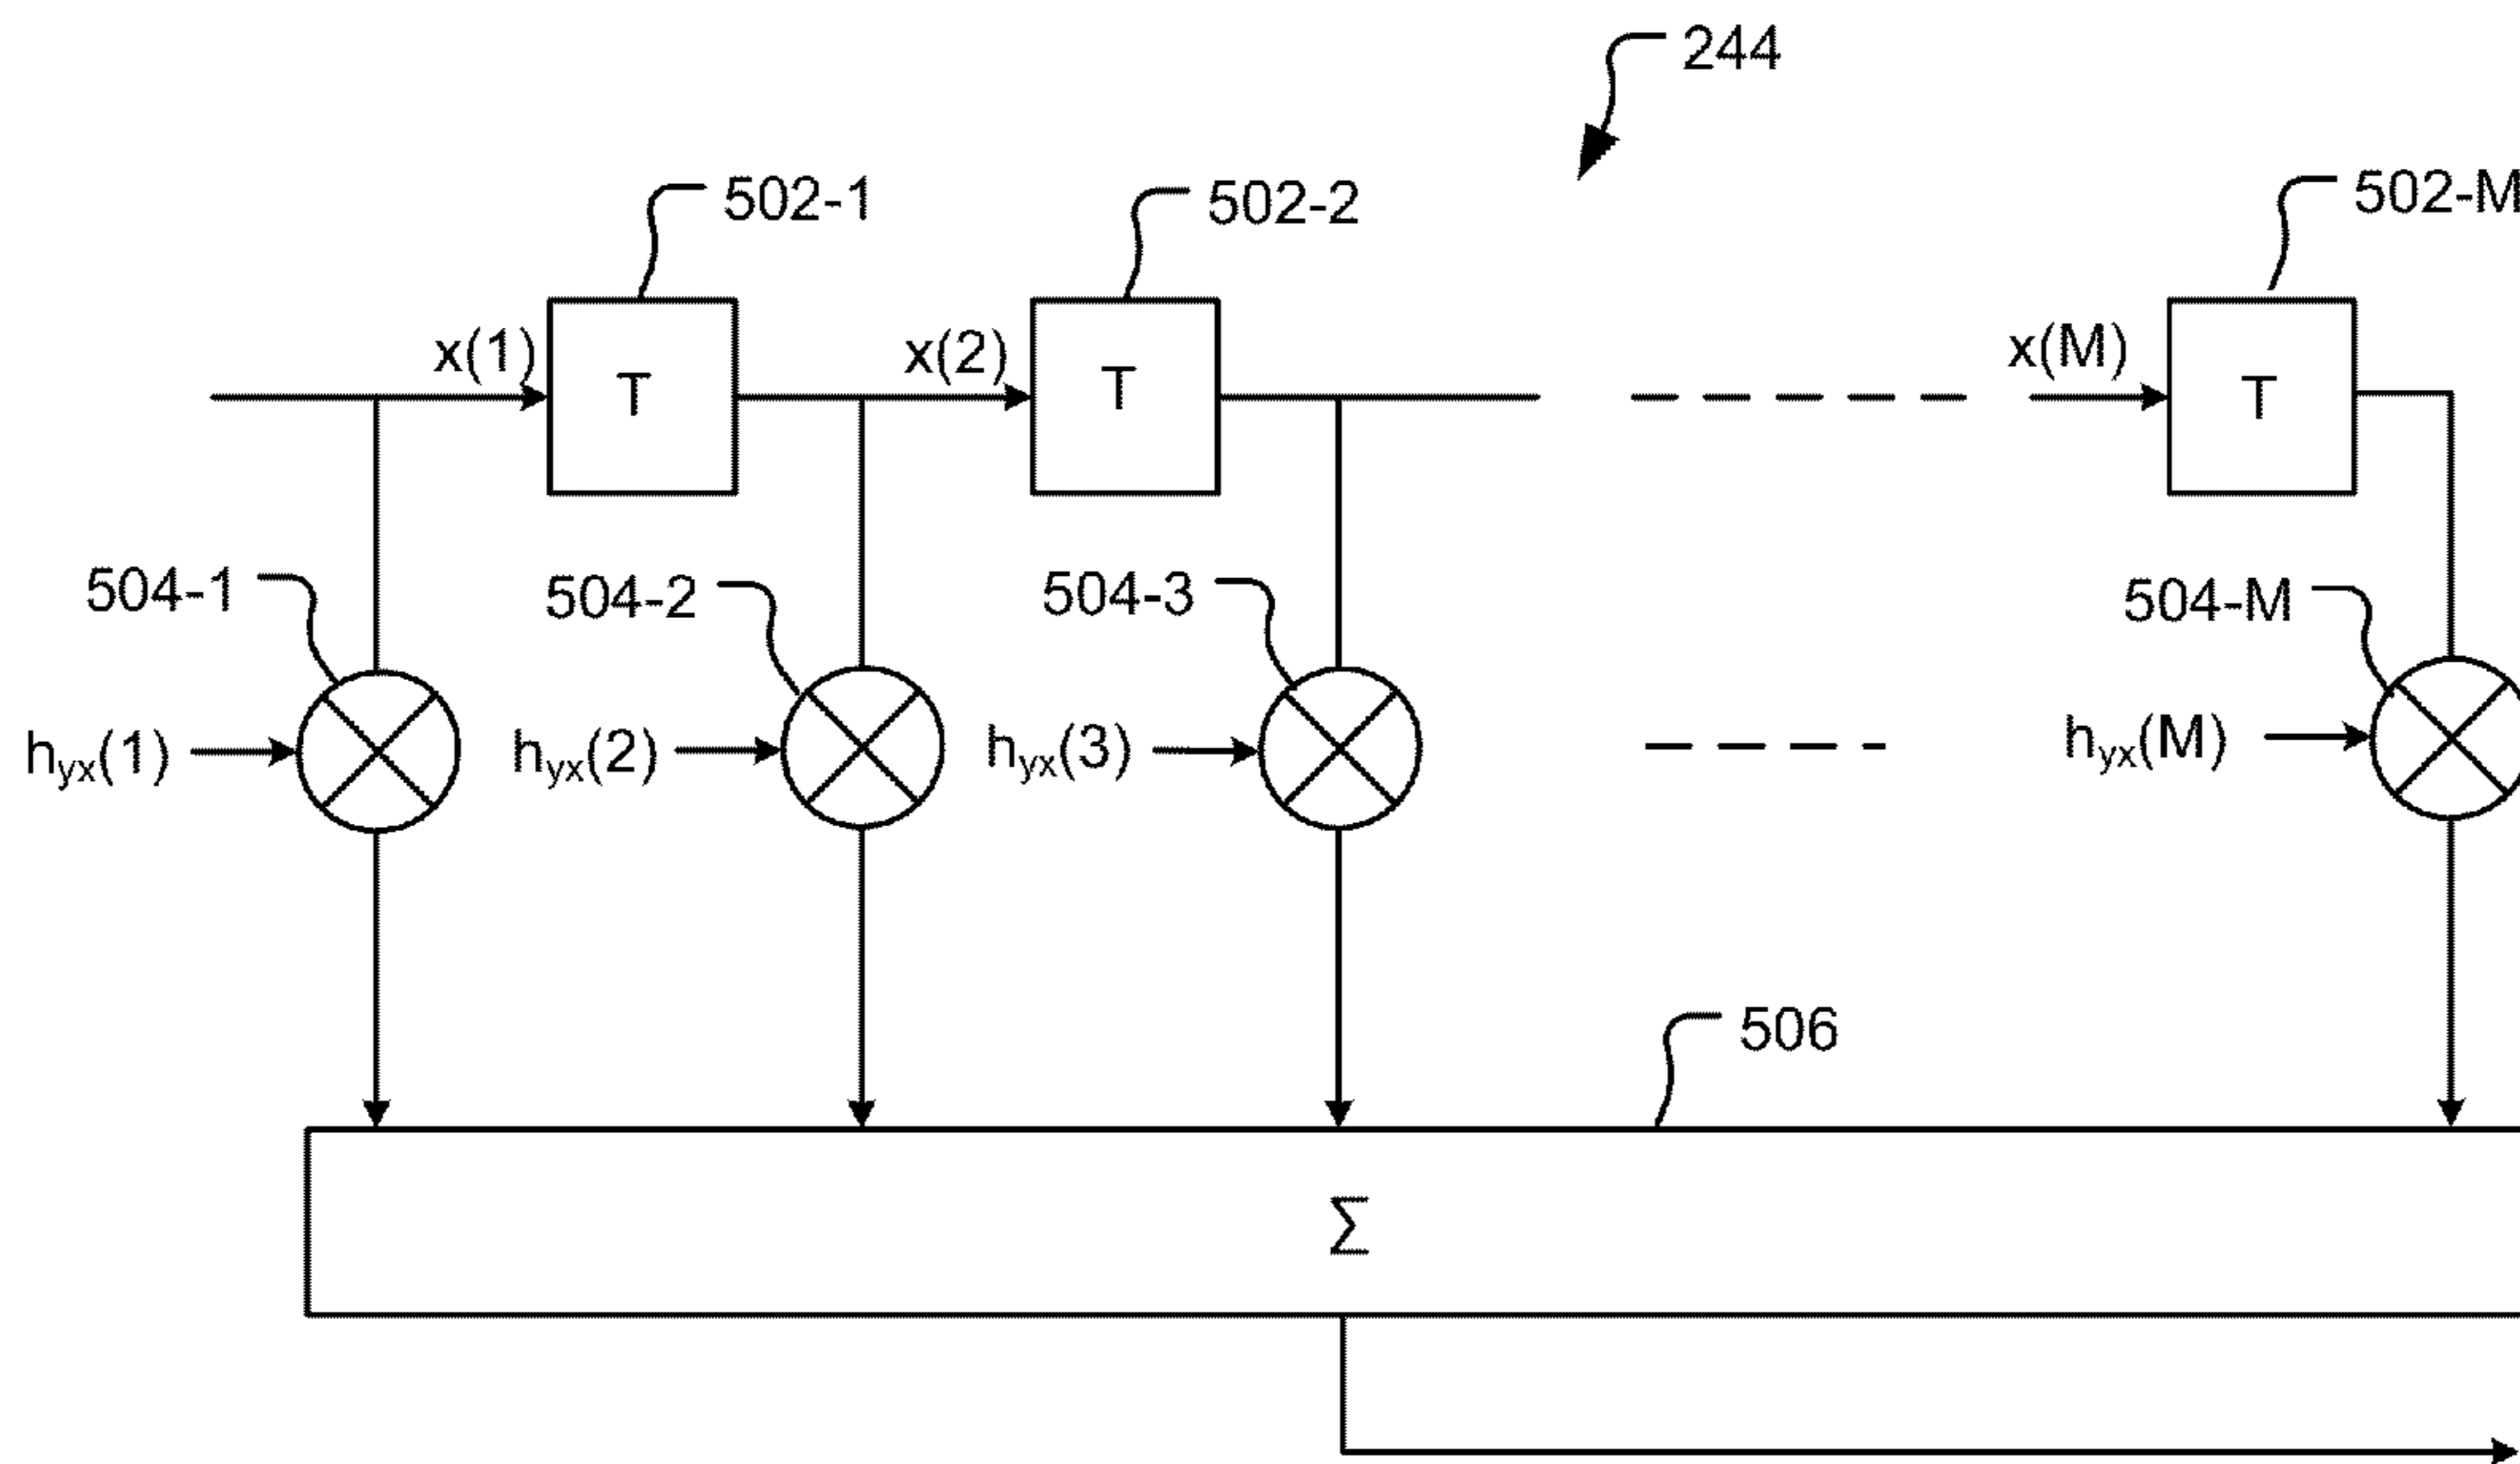 244
502-1
502-2
502-M
x(1)
x(2)
x(M)
T
T
T
504-1
504-2
504-3
504-M
hyx(1)
hyx(2)
hyx(3)
hyx(M)
506
Σ